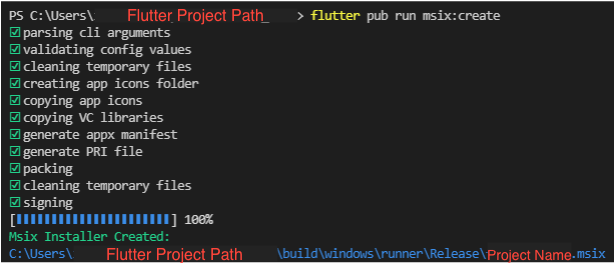 PS C:\Users\ Flutter Project Path_ > flutter pub run msix:create
☑parsing cli arguments
☑validating config values
☑cleaning temporary files
☑creating app icons folder
☑copying app icons
☑copying VC libraries
☑generate appx manifest
☑generate PRI file
☑packing
☑cleaning temporary files
☑signing
[▮▮▮▮▮▮▮▮▮▮▮▮▮▮▮▮▮▮▮▮▮▮] 100%
Msix Installer Created:
C:\Users\ Flutter Project Path \build\windows\runner\Release\Project Name.msix